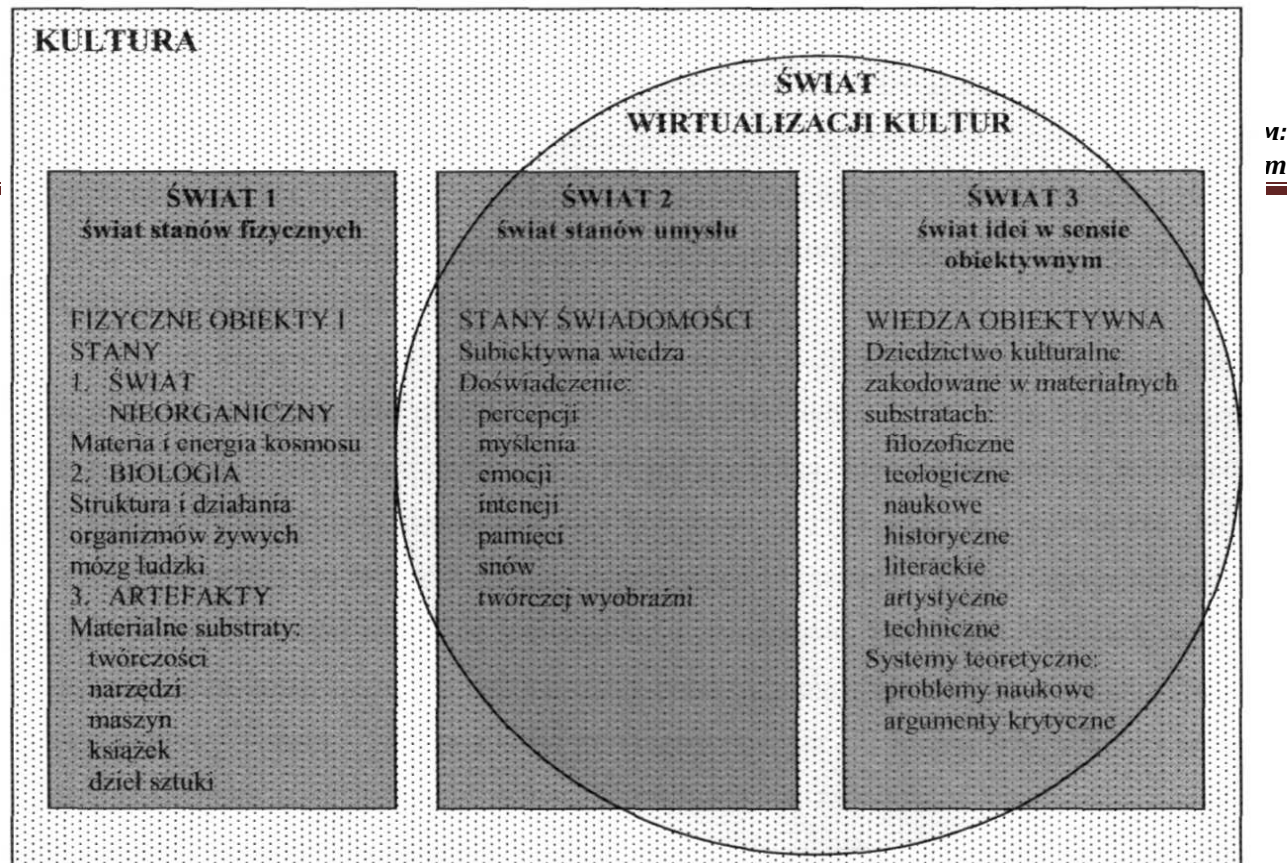 KULTURA
ŚWIAT
WIRTUALIZACJI KULTUR
M:
m
ŚWIAT 1
świat stanów fizycznych
FIZYCZNE OBIEKTY I
STANY
1. ŚWIAT
NIEORGANICZNY
Materia i energia kosmosu
2. BIOLOGIA
Struktura i działania
organizmów żywych
mózg ludzki
3. ARTEFAKTY
Materialne substraty:
twórczości
narzędzi
maszyn
książek
dzieł sztuki
ŚWIAT 2
świat stanów umysłu
STANY ŚWIADOMOŚCI
Subiektywna wiedza
Doświadczenie:
percepcji
myślenia
emocji
intencji
pamięci
snów
twórczej wyobraźni
ŚWIAT 3
świat idei w sensie
obiektywnym
WIEDZA OBIEKTYWNA
Dziedzictwo kulturalne
zakodowane w materialnych
substratach:
filozoficzne
teologiczne
naukowe
historyczne
literackie
artystyczne
techniczne
Systemy teoretyczne:
problemy naukowe
argumenty krytyczne